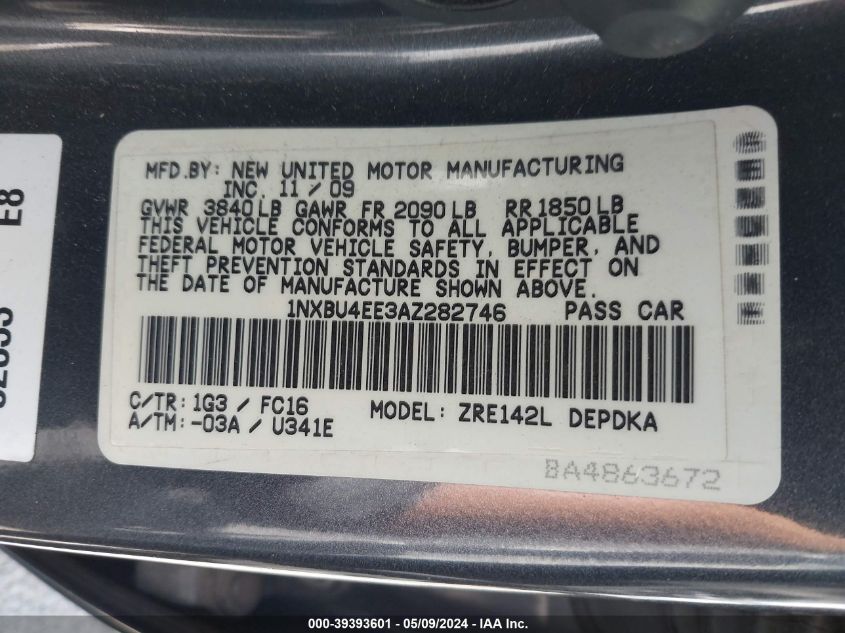 MFD.BY: NEW UNITED MOTOR MANUFACTURING
INC. 11 / 09
GVWR 3840 LB GAWR FR 2090 LB RR 1850 LB
THIS VEHICLE CONFORMS TO ALL APPLICABLE
FEDERAL MOTOR VEHICLE SAFETY, BUMPER, AND
THEFT PREVENTION STANDARDS IN EFFECT ON
THE DATE OF MANUFACTURE SHOWN ABOVE.
1NXBU4EE3AZ282746 PASS CAR
C/TR: 1G3 / FC16 MODEL: ZRE142L DEPDKA
A/TM: -03A / U341E
BA4863672
E8
000-39393601 / 05/09/2024 / IAA Inc.